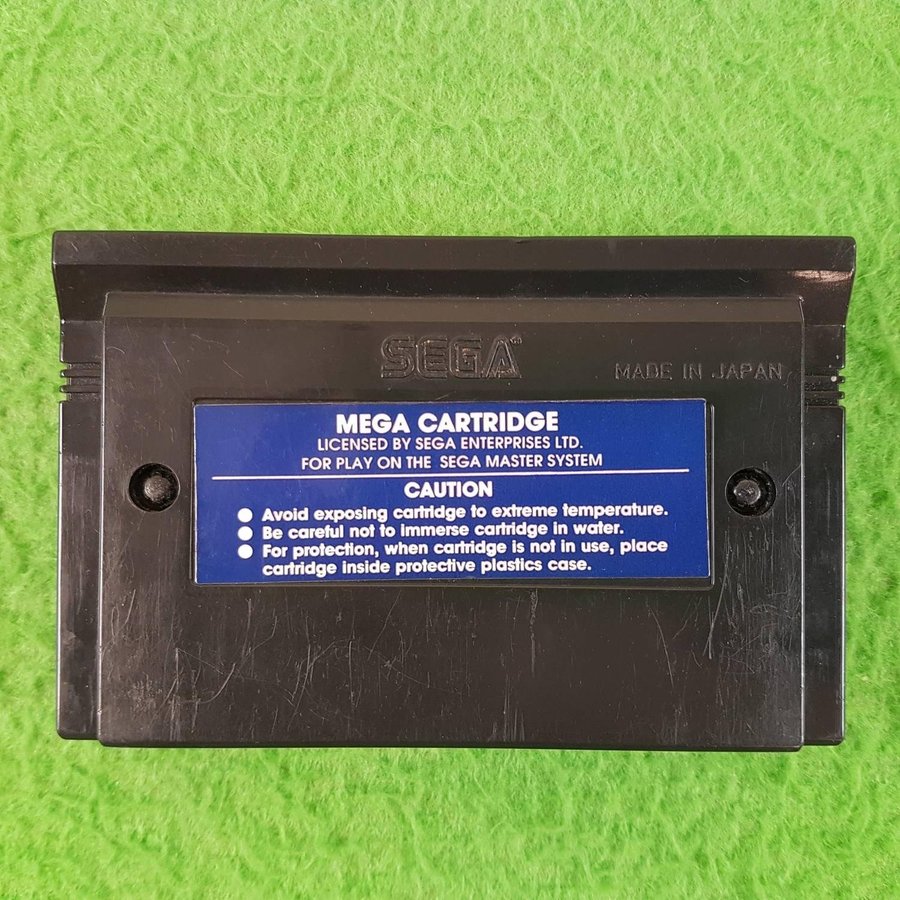 SEGA™
MADE IN JAPAN
MEGA CARTRIDGE
LICENSED BY SEGA ENTERPRISES LTD.
FOR PLAY ON THE SEGA MASTER SYSTEM
CAUTION
● Avoid exposing cartridge to extreme temperature.
● Be careful not to immerse cartridge in water.
● For protection, when cartridge is not in use, place
cartridge inside protective plastics case.